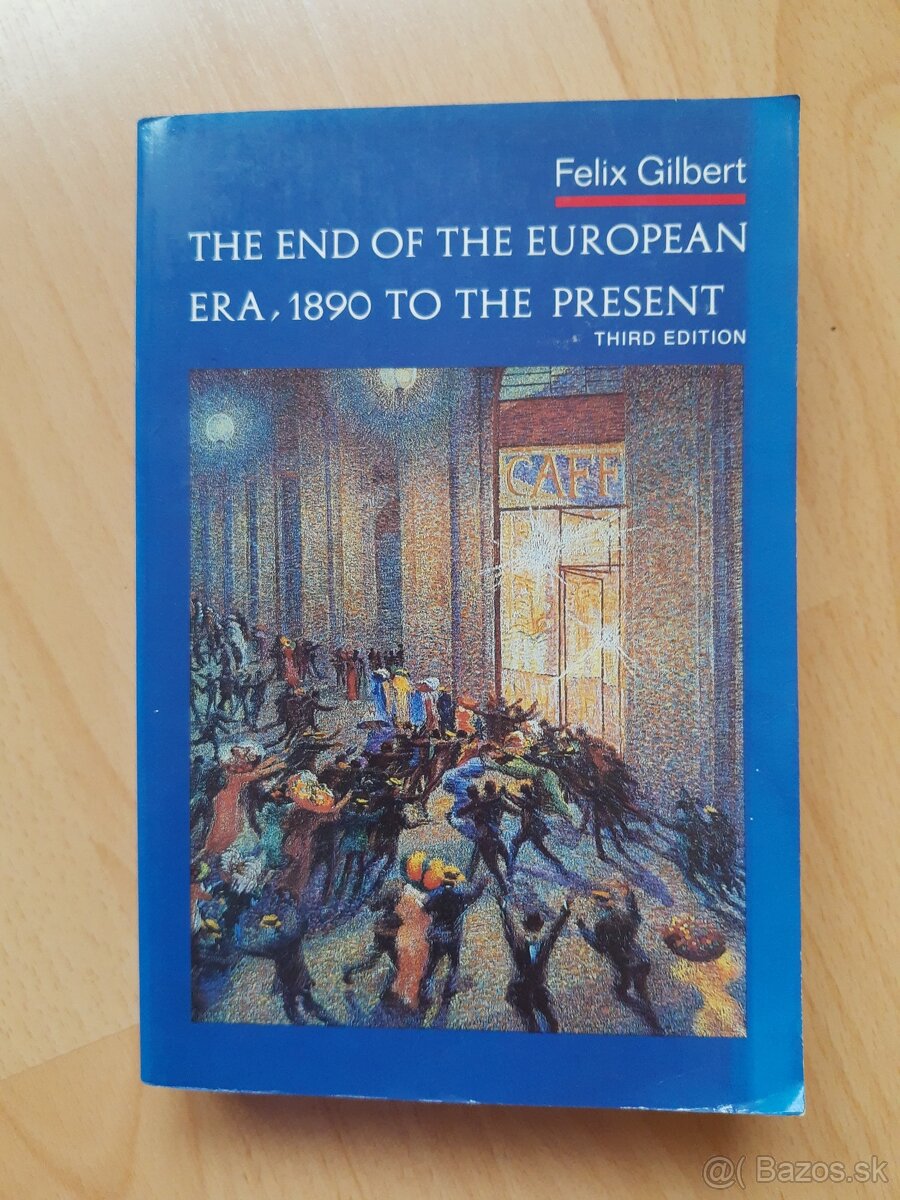 Felix Gilbert
THE END OF THE EUROPEAN
ERA, 1890 TO THE PRESENT
THIRD EDITION
CAFF
@( Bazos.sk